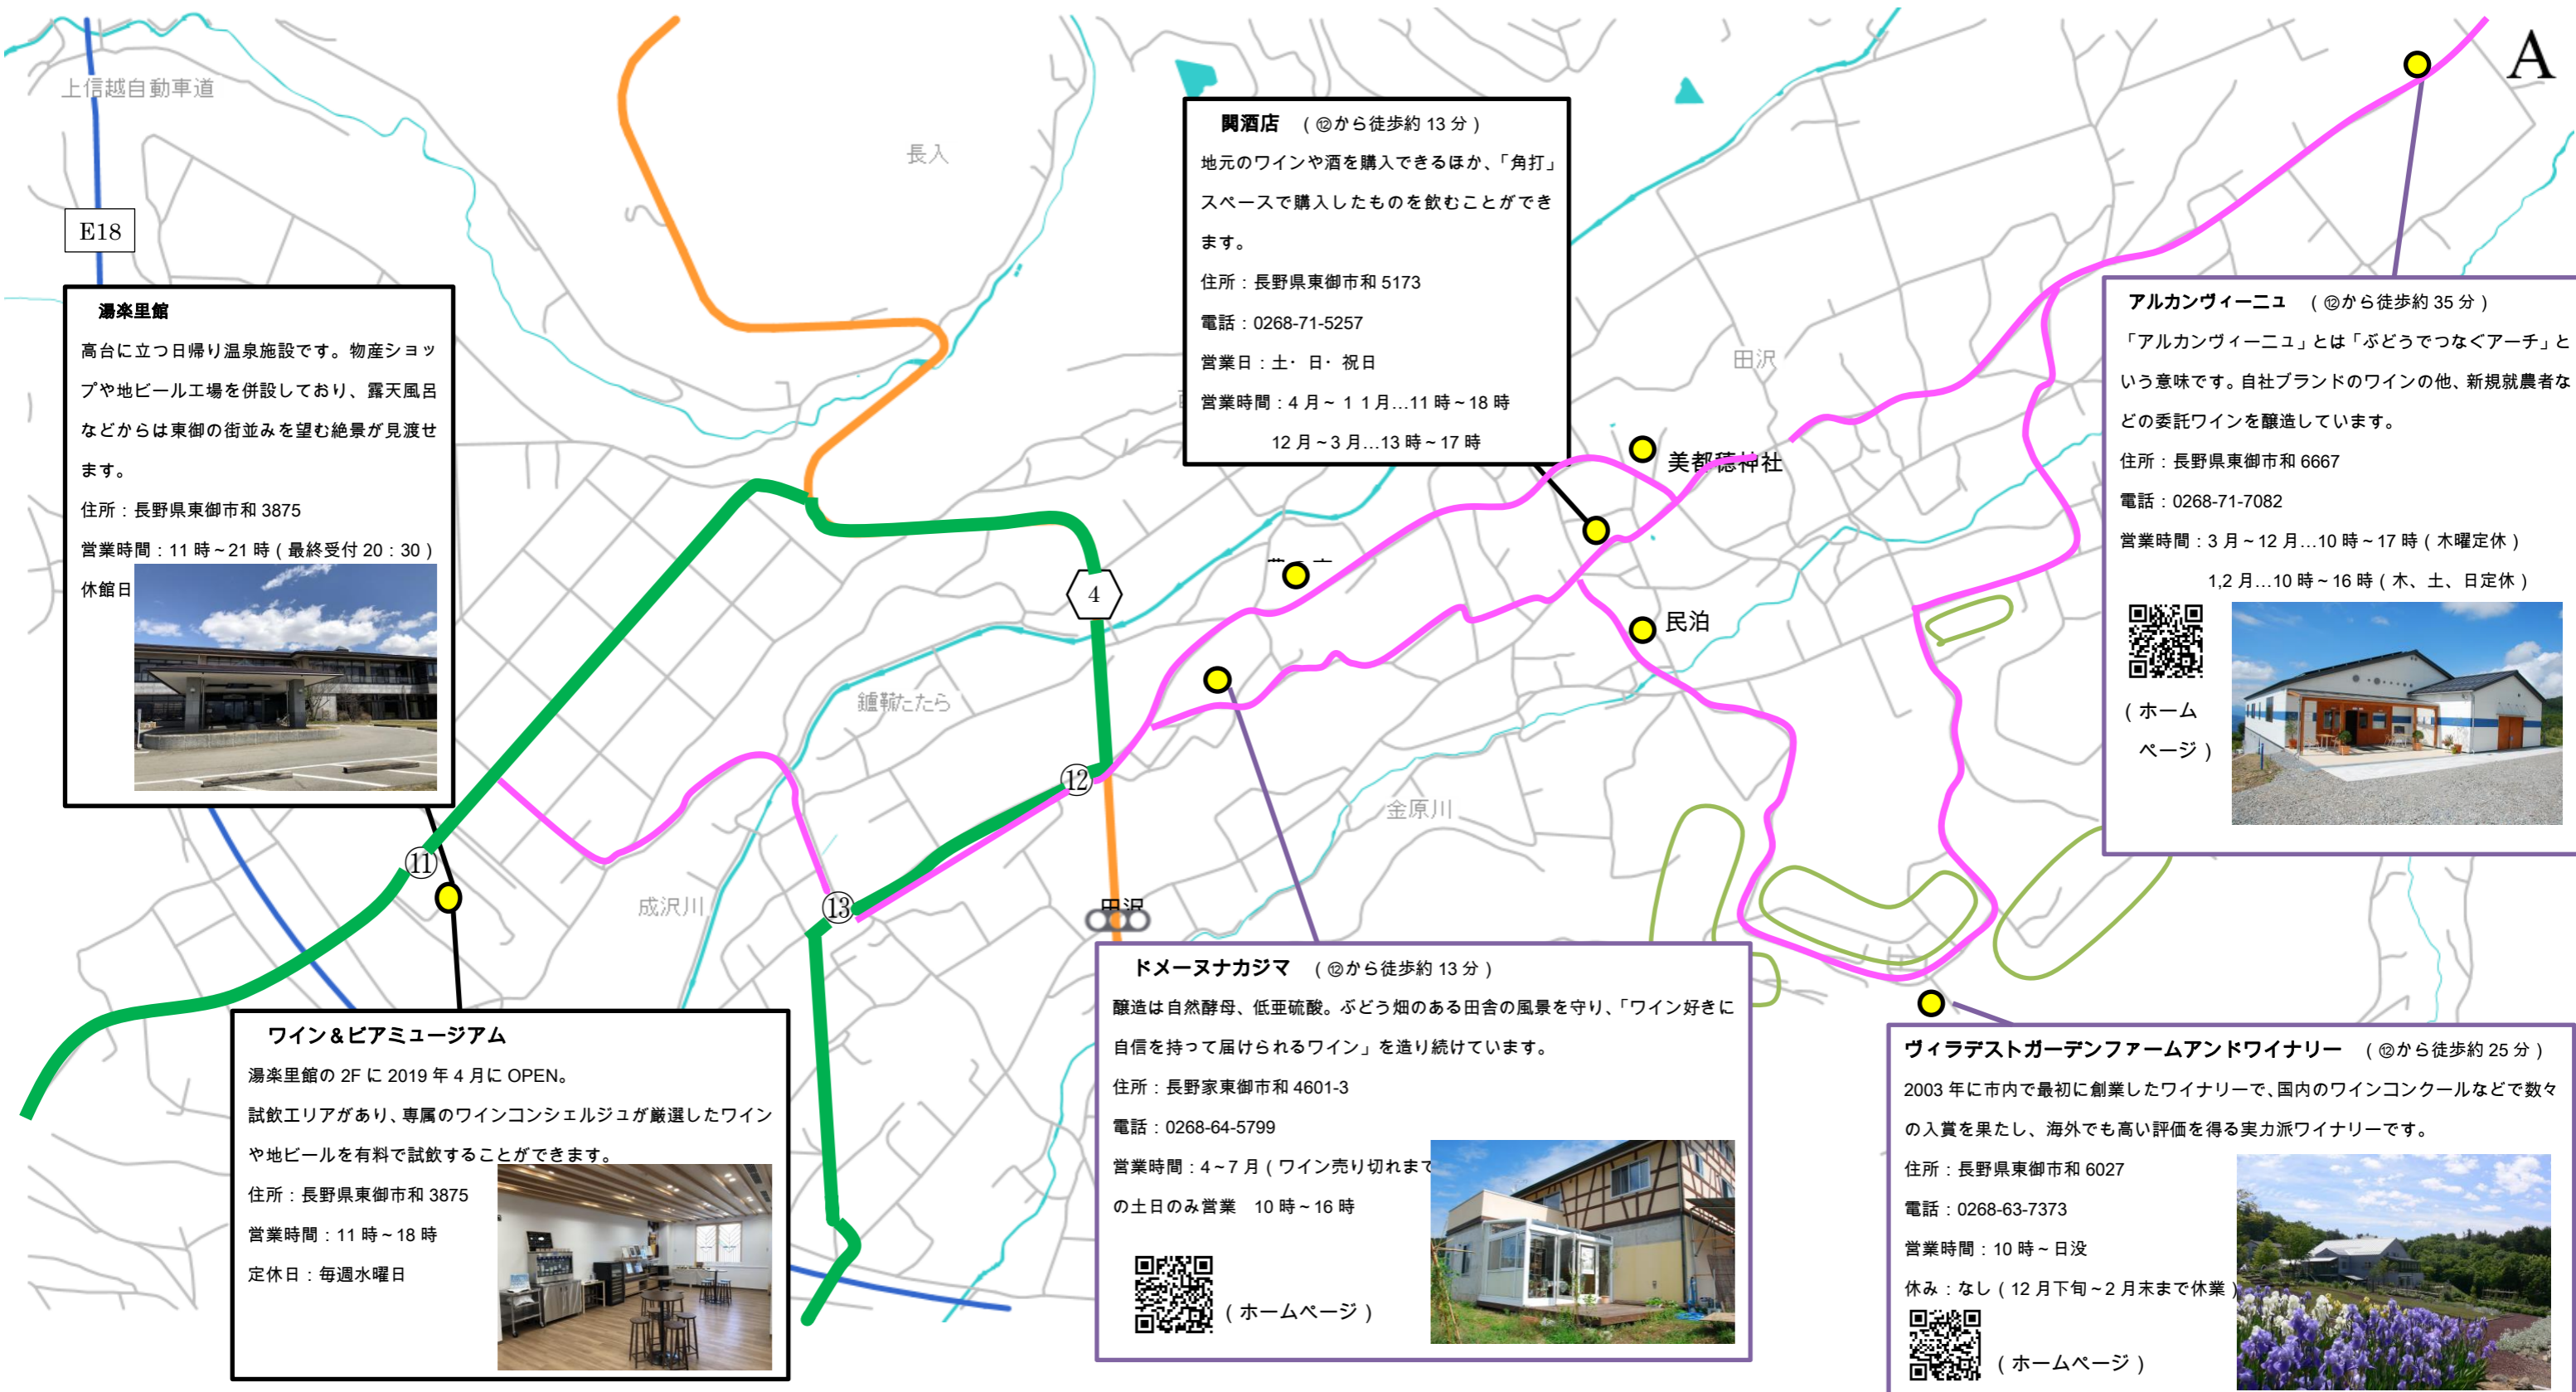 A
上信越自動車道
長入
E18
関酒店 (⑫から徒歩約 13 分)
地元のワインや酒を購入できるほか、「角打」
スペースで購入したものを飲むことができ
ます。
住所:長野県東御市和 5173
電話:0268-71-5257
営業日:土・日・祝日
営業時間:4 月~11月…11 時~18 時
12 月~3 月…13 時~17 時
湯楽里館
高台に立つ日帰り温泉施設です。物産ショッ
プや地ビール工場を併設しており、露天風呂
などからは東御の街並みを望む絶景が見渡せ
ます。
住所:長野県東御市和 3875
営業時間:11 時~21 時(最終受付 20:30)
休館日
アルカンヴィーニュ (⑫から徒歩約 35 分)
「アルカンヴィーニュ」とは「ぶどうでつなぐアーチ」と
いう意味です。自社ブランドのワインの他、新規就農者な
どの委託ワインを醸造しています。
住所:長野県東御市和 6667
電話:0268-71-7082
営業時間:3 月~12 月…10 時~17 時(木曜定休)
1,2 月…10 時~16 時(木、土、日定休)
(ホーム
ページ)
田沢
美都穂神社
民泊
4
鑪鞴たたら
⑫
金原川
⑪
成沢川
⑬
田沢
ワイン&ビアミュージアム
湯楽里館の 2F に 2019 年 4 月に OPEN。
試飲エリアがあり、専属のワインコンシェルジュが厳選したワイン
や地ビールを有料で試飲することができます。
住所:長野県東御市和 3875
営業時間:11 時~18 時
定休日:毎週水曜日
ドメーヌナカジマ (⑫から徒歩約 13 分)
醸造は自然酵母、低亜硫酸。ぶどう畑のある田舎の風景を守り、「ワイン好きに
自信を持って届けられるワイン」を造り続けています。
住所:長野家東御市和 4601-3
電話:0268-64-5799
営業時間:4~7 月(ワイン売り切れまで
の土日のみ営業 10 時~16 時
(ホームページ)
ヴィラデストガーデンファームアンドワイナリー (⑫から徒歩約 25 分)
2003 年に市内で最初に創業したワイナリーで、国内のワインコンクールなどで数々
の入賞を果たし、海外でも高い評価を得る実力派ワイナリーです。
住所:長野県東御市和 6027
電話:0268-63-7373
営業時間:10 時~日没
休み:なし(12 月下旬~2 月末まで休業)
(ホームページ)